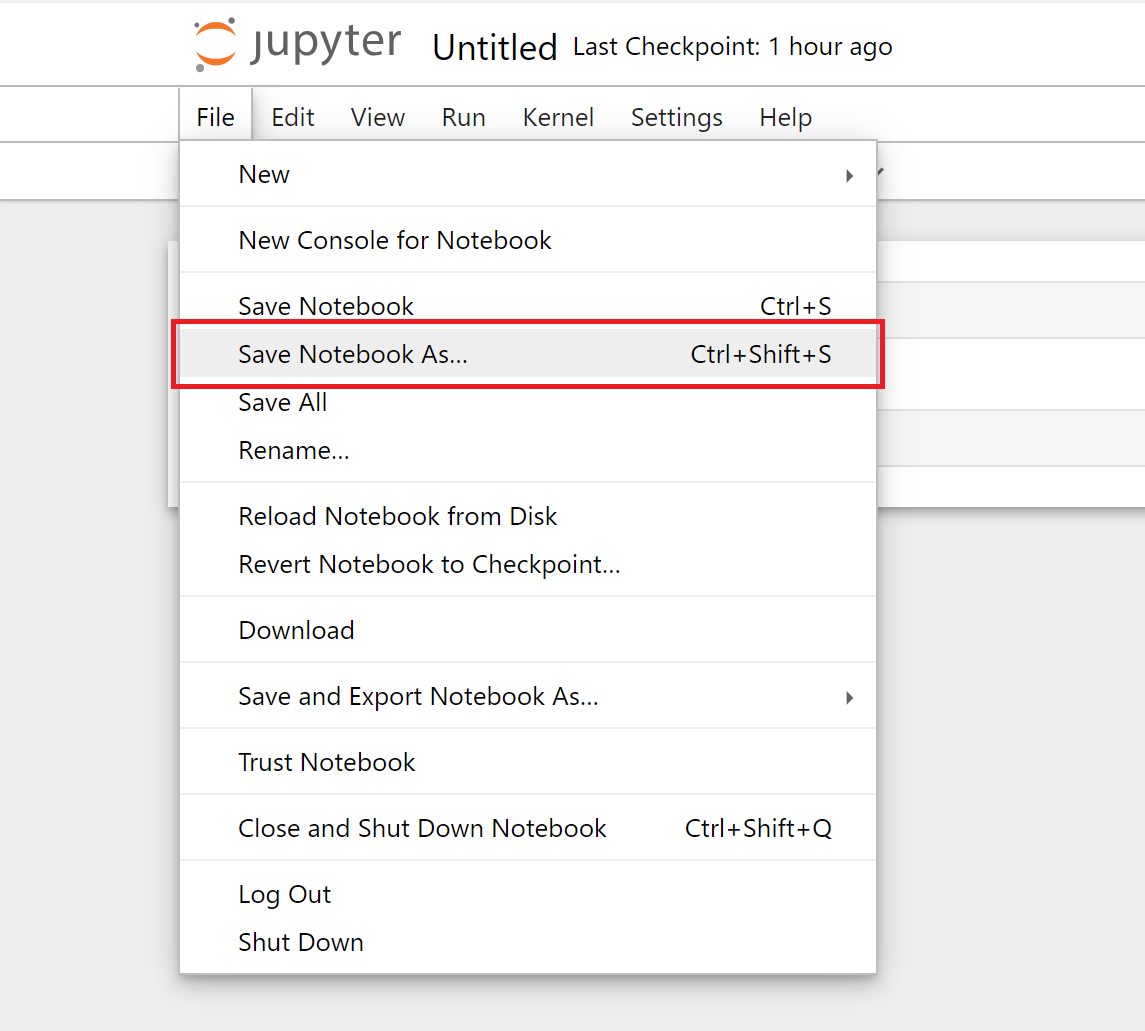 jupyter Untitled Last Checkpoint: 1 hour ago
File Edit View Run Kernel Settings Help
New
New Console for Notebook
Save Notebook Ctrl+S
Save Notebook As... Ctrl+Shift+S
Save All
Rename...
Reload Notebook from Disk
Revert Notebook to Checkpoint...
Download
Save and Export Notebook As...
Trust Notebook
Close and Shut Down Notebook Ctrl+Shift+Q
Log Out
Shut Down